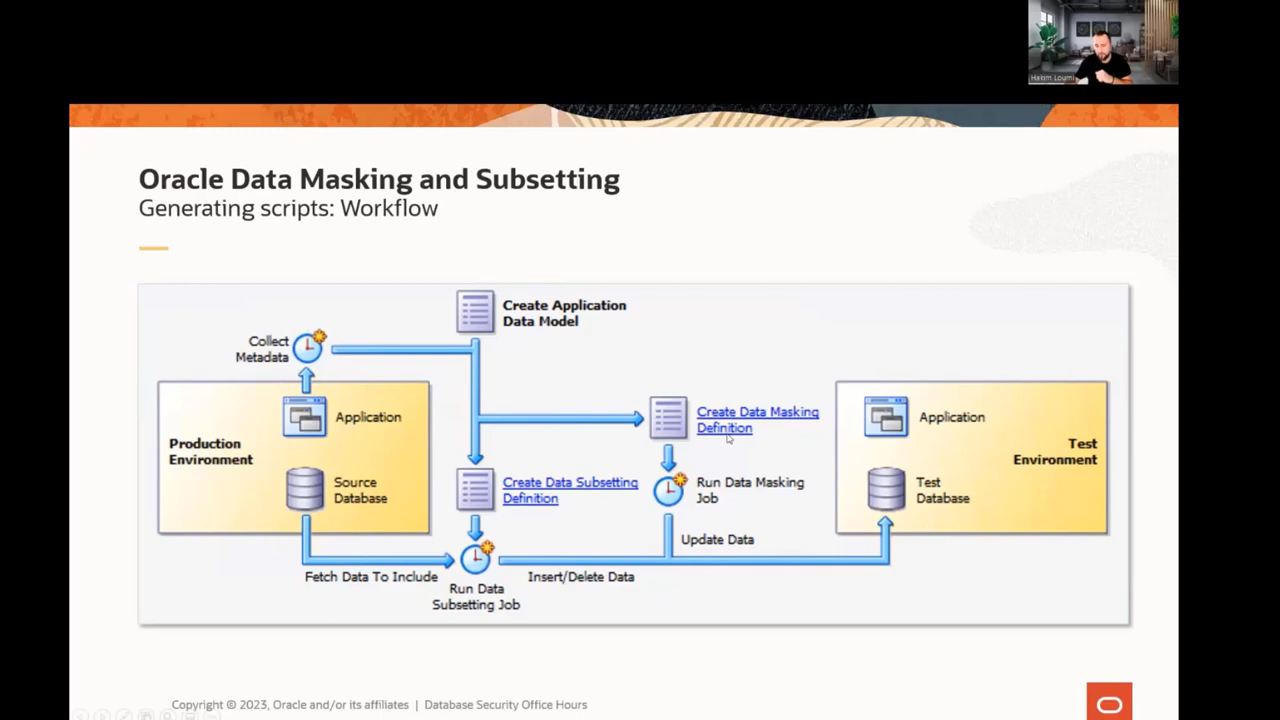 Hakim Loumi
Oracle Data Masking and Subsetting
Generating scripts: Workflow
Create Application
Data Model
Collect
Metadata
Application
Production
Environment
Source
Database
Create Data Masking
Definition
Create Data Subsetting
Definition
Run Data Masking
Job
Application
Test
Environment
Test
Database
Update Data
Fetch Data To Include
Run Data
Subsetting Job
Insert/Delete Data
Copyright © 2023, Oracle and/or its affiliates | Database Security Office Hours